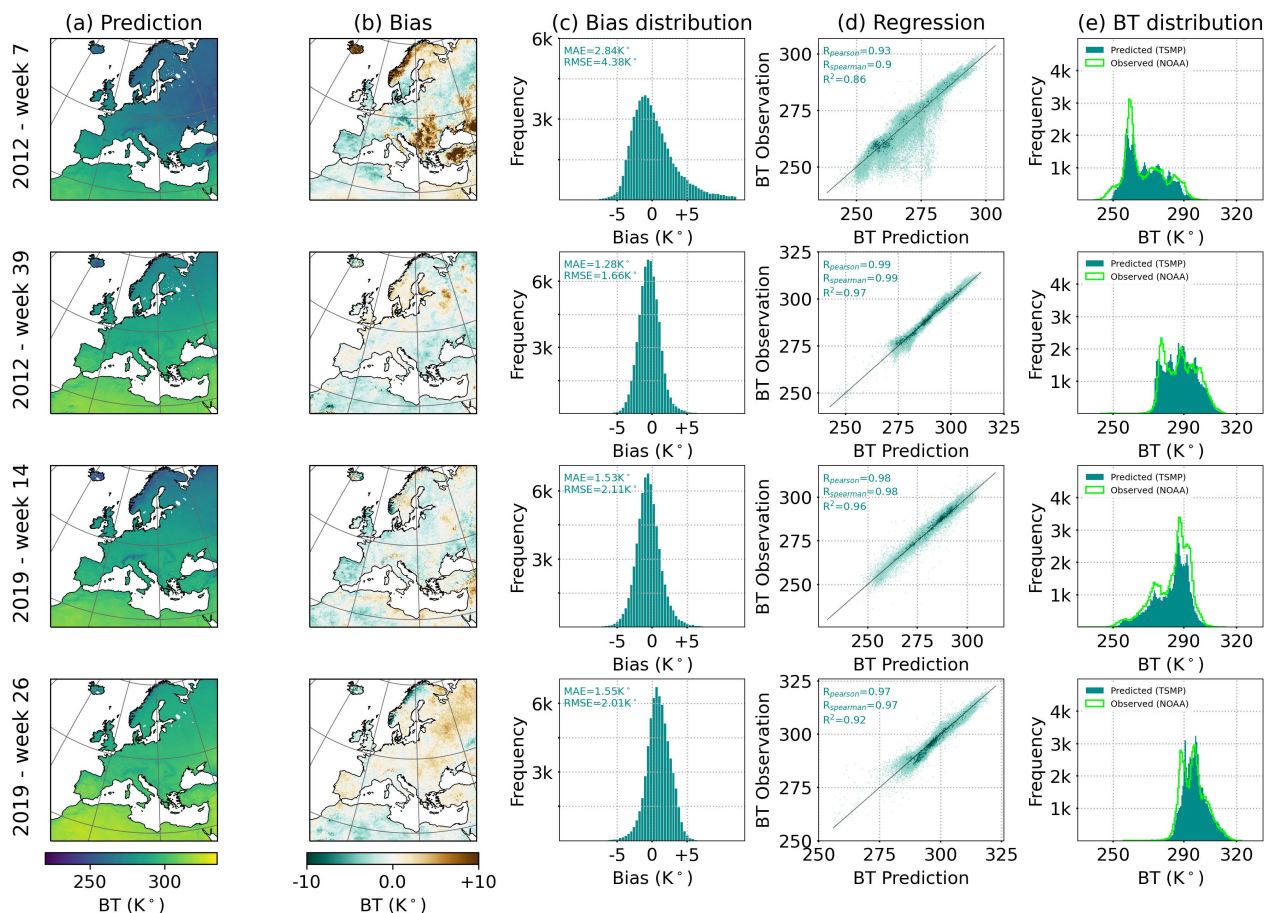 (a) Prediction
(b) Bias
(c) Bias distribution
(d) Regression
(e) BT distribution
2012 - week 7
6K
3K
Frequency
MAE=2.84K°
RMSE=4.38K°
-5 0 +5
Bias (K°)
BT Observation
300
275
250
R_pearson=0.93
R_spearman=0.9
R²=0.86
250 275 300
BT Prediction
Frequency
4k
3k
2k
1k
Predicted (TSMP)
Observed (NOAA)
250 290 320
BT (K°)
2012 - week 39
6K
3K
Frequency
MAE=1.28K°
RMSE=1.66K°
-5 0 +5
Bias (K°)
BT Observation
325
300
275
250
R_pearson=0.99
R_spearman=0.99
R²=0.97
250 275 300 325
BT Prediction
Frequency
4k
3k
2k
1k
Predicted (TSMP)
Observed (NOAA)
250 290 320
BT (K°)
2019 - week 14
6K
3K
Frequency
MAE=1.53K°
RMSE=2.11K°
-5 0 +5
Bias (K°)
BT Observation
300
275
250
R_pearson=0.98
R_spearman=0.98
R²=0.96
250 275 300
BT Prediction
Frequency
4k
3k
2k
1k
Predicted (TSMP)
Observed (NOAA)
250 290 320
BT (K°)
2019 - week 26
6K
3K
Frequency
MAE=1.55K°
RMSE=2.01K°
-5 0 +5
Bias (K°)
BT Observation
325
300
275
250
R_pearson=0.97
R_spearman=0.97
R²=0.92
250 275 300 325
BT Prediction
Frequency
4k
3k
2k
1k
Predicted (TSMP)
Observed (NOAA)
250 290 320
BT (K°)
250 300
BT (K°)
-10 0.0 +10
BT (K°)